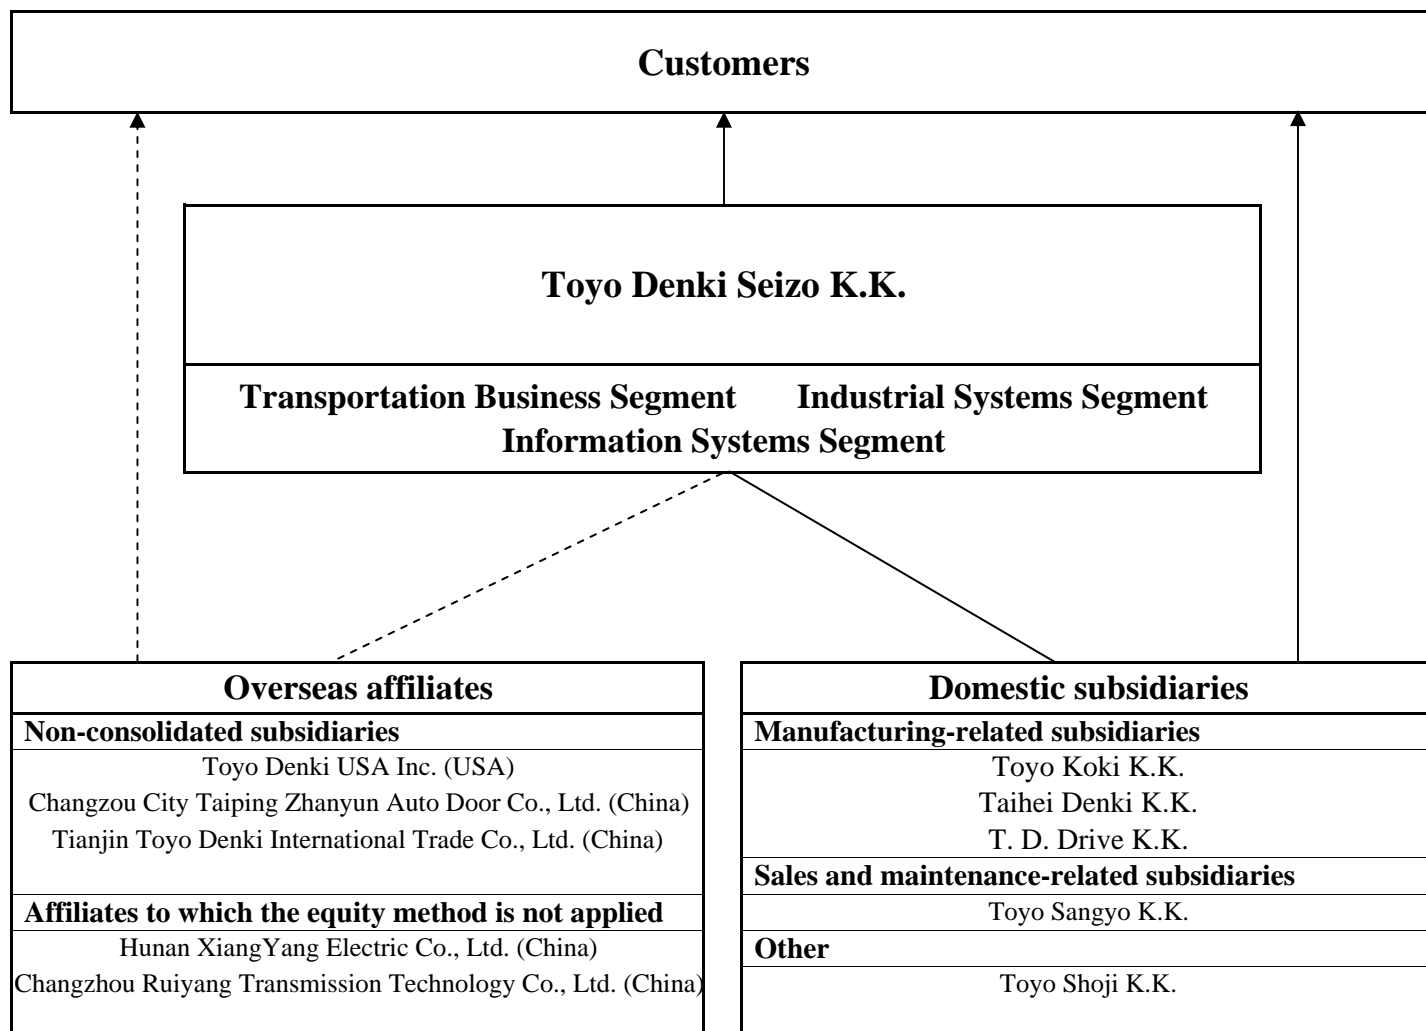 Customers
Toyo Denki Seizo K.K.
Transportation Business Segment Industrial Systems Segment
Information Systems Segment
Overseas affiliates
Non-consolidated subsidiaries
Toyo Denki USA Inc. (USA)
Changzou City Taiping Zhanyun Auto Door Co., Ltd. (China)
Tianjin Toyo Denki International Trade Co., Ltd. (China)
Affiliates to which the equity method is not applied
Hunan XiangYang Electric Co., Ltd. (China)
Changzhou Ruiyang Transmission Technology Co., Ltd. (China)
Domestic subsidiaries
Manufacturing-related subsidiaries
Toyo Koki K.K.
Taihei Denki K.K.
T. D. Drive K.K.
Sales and maintenance-related subsidiaries
Toyo Sangyo K.K.
Other
Toyo Shoji K.K.